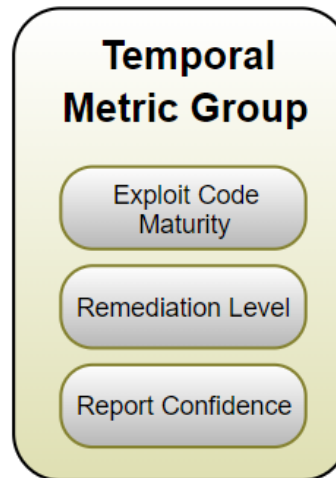 Temporal
Metric Group
Exploit Code
Maturity
Remediation Level
Report Confidence